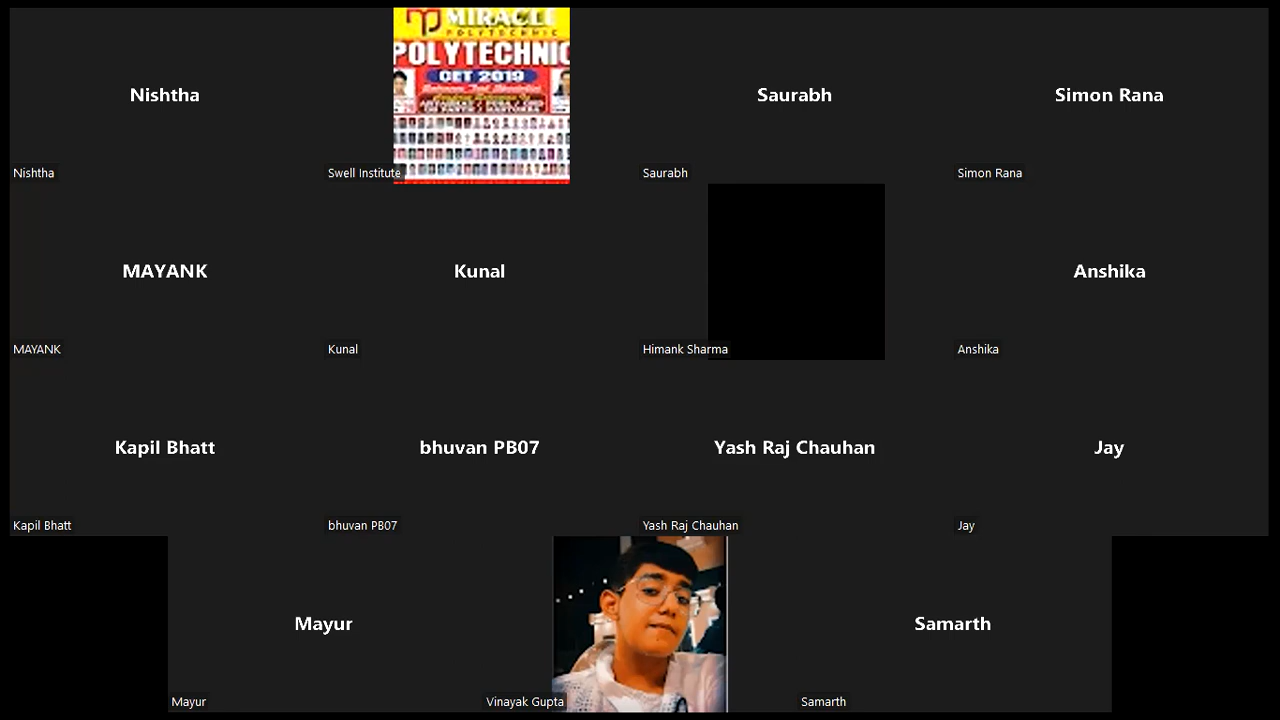 Nishtha
Nishtha
MIRACLE
POLYTECHNIC
POLYTECHNIC
CET 2019
Swell Institute
Saurabh
Saurabh
Simon Rana
Simon Rana
MAYANK
MAYANK
Kunal
Kunal
Himank Sharma
Anshika
Anshika
Kapil Bhatt
Kapil Bhatt
bhuvan PB07
bhuvan PB07
Yash Raj Chauhan
Yash Raj Chauhan
Jay
Jay
Mayur
Mayur
Vinayak Gupta
Samarth
Samarth